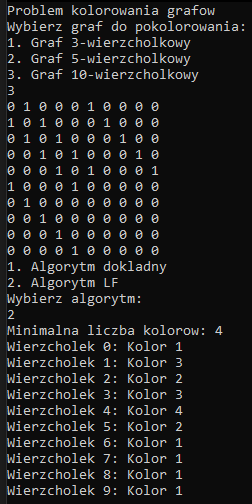 Problem kolorowania grafow
Wybierz graf do pokolorowania:
1. Graf 3-wierzcholkowy
2. Graf 5-wierzcholkowy
3. Graf 10-wierzcholkowy
3
0 1 0 0 0 1 0 0 0 0
1 0 1 0 0 0 1 0 0 0
0 1 0 1 0 0 0 1 0 0
0 0 1 0 1 0 0 0 1 0
0 0 0 1 0 1 0 0 0 1
1 0 0 0 1 0 0 0 0 0
0 1 0 0 0 0 0 0 0 0
0 0 1 0 0 0 0 0 0 0
0 0 0 1 0 0 0 0 0 0
0 0 0 0 1 0 0 0 0 0
1. Algorytm dokladny
2. Algorytm LF
Wybierz algorytm:
2
Minimalna liczba kolorow: 4
Wierzcholek 0: Kolor 1
Wierzcholek 1: Kolor 3
Wierzcholek 2: Kolor 2
Wierzcholek 3: Kolor 3
Wierzcholek 4: Kolor 4
Wierzcholek 5: Kolor 2
Wierzcholek 6: Kolor 1
Wierzcholek 7: Kolor 1
Wierzcholek 8: Kolor 1
Wierzcholek 9: Kolor 1